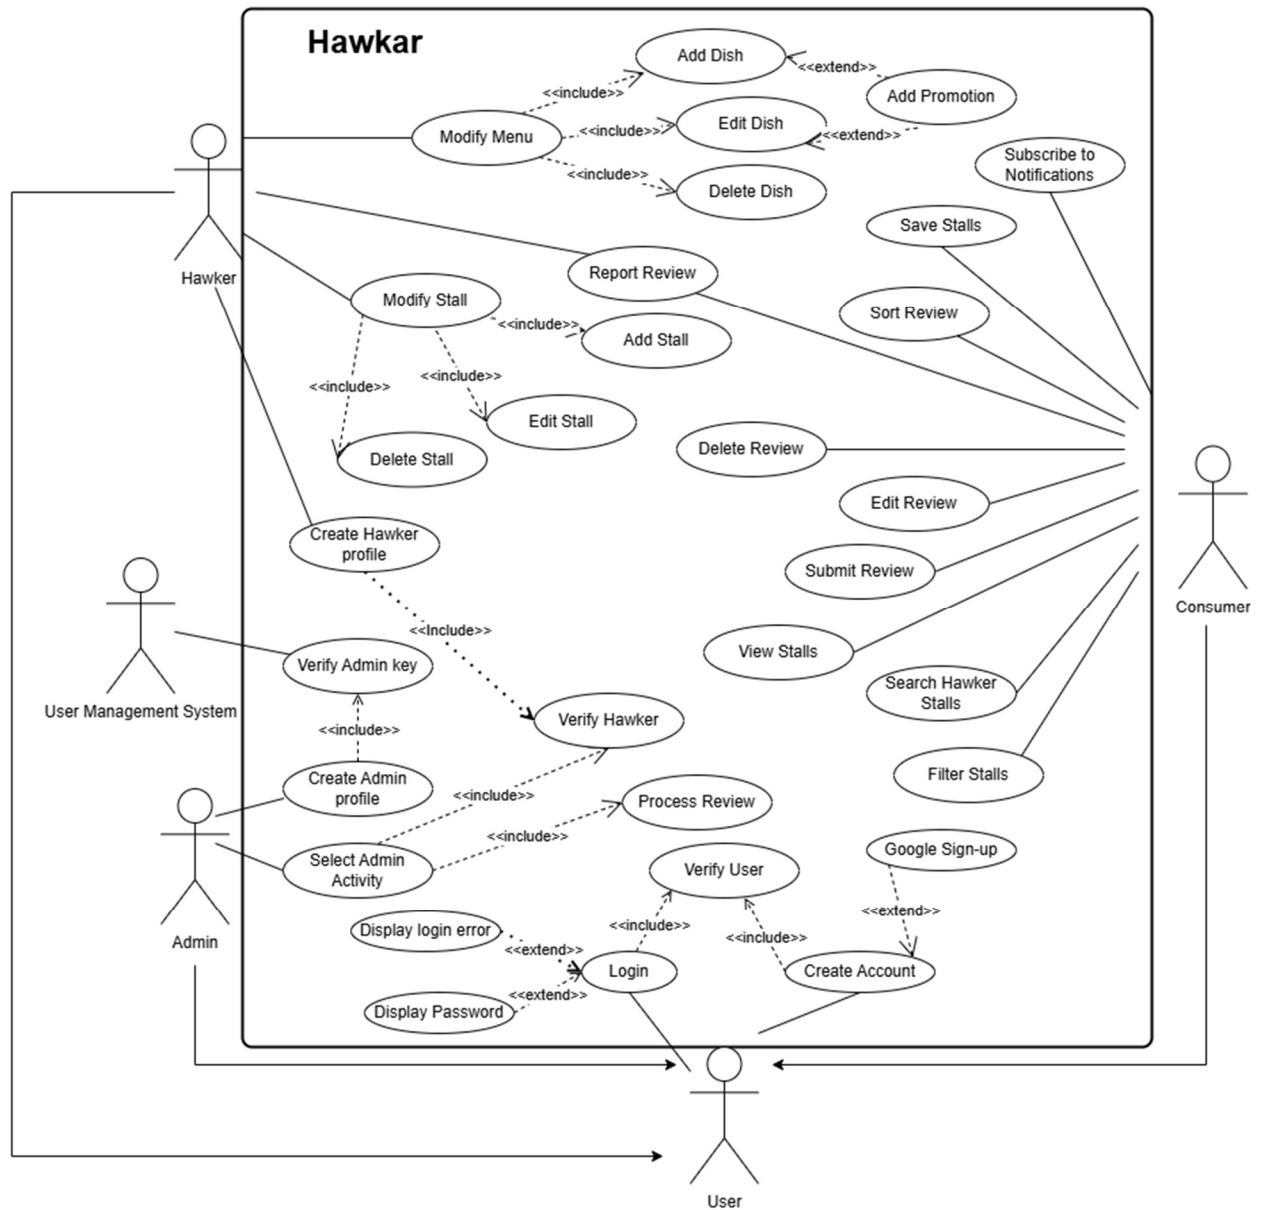 Hawkar
Add Dish
<<extend>>
Add Promotion
<<include>>
Modify Menu
<<include>>
Edit Dish
<<extend>>
<<include>>
Delete Dish
Subscribe to
Notifications
Save Stalls
Hawker
Report Review
Modify Stall
Sort Review
<<include>>
Add Stall
<<include>>
<<include>>
Edit Stall
Delete Stall
Delete Review
Edit Review
Create Hawker
profile
Submit Review
Consumer
<<Include>>
View Stalls
Verify Admin key
Search Hawker
Stalls
User Management System
Verify Hawker
<<include>>
Create Admin
profile
Filter Stalls
<<include>>
Process Review
<<include>>
Select Admin
Activity
Verify User
Google Sign-up
<<extend>>
Admin
Display login error
<<include>>
<<include>>
<<extend>>
Login
Create Account
<<extend>>
Display Password
User